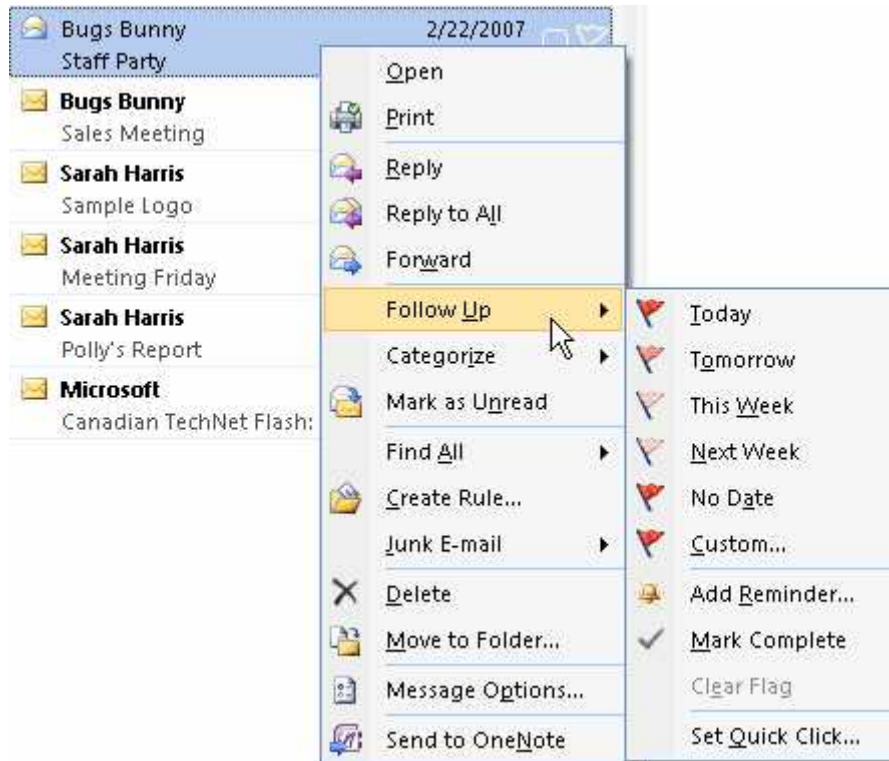 Bugs Bunny 2/22/2007
Staff Party
Bugs Bunny
Sales Meeting
Sarah Harris
Sample Logo
Sarah Harris
Meeting Friday
Sarah Harris
Polly's Report
Microsoft
Canadian TechNet Flash:
Open
Print
Reply
Reply to All
Forward
Follow Up
Categorize
Mark as Unread
Find All
Create Rule...
Junk E-mail
Delete
Move to Folder...
Message Options...
Send to OneNote
Today
Tomorrow
This Week
Next Week
No Date
Custom...
Add Reminder...
Mark Complete
Clear Flag
Set Quick Click...